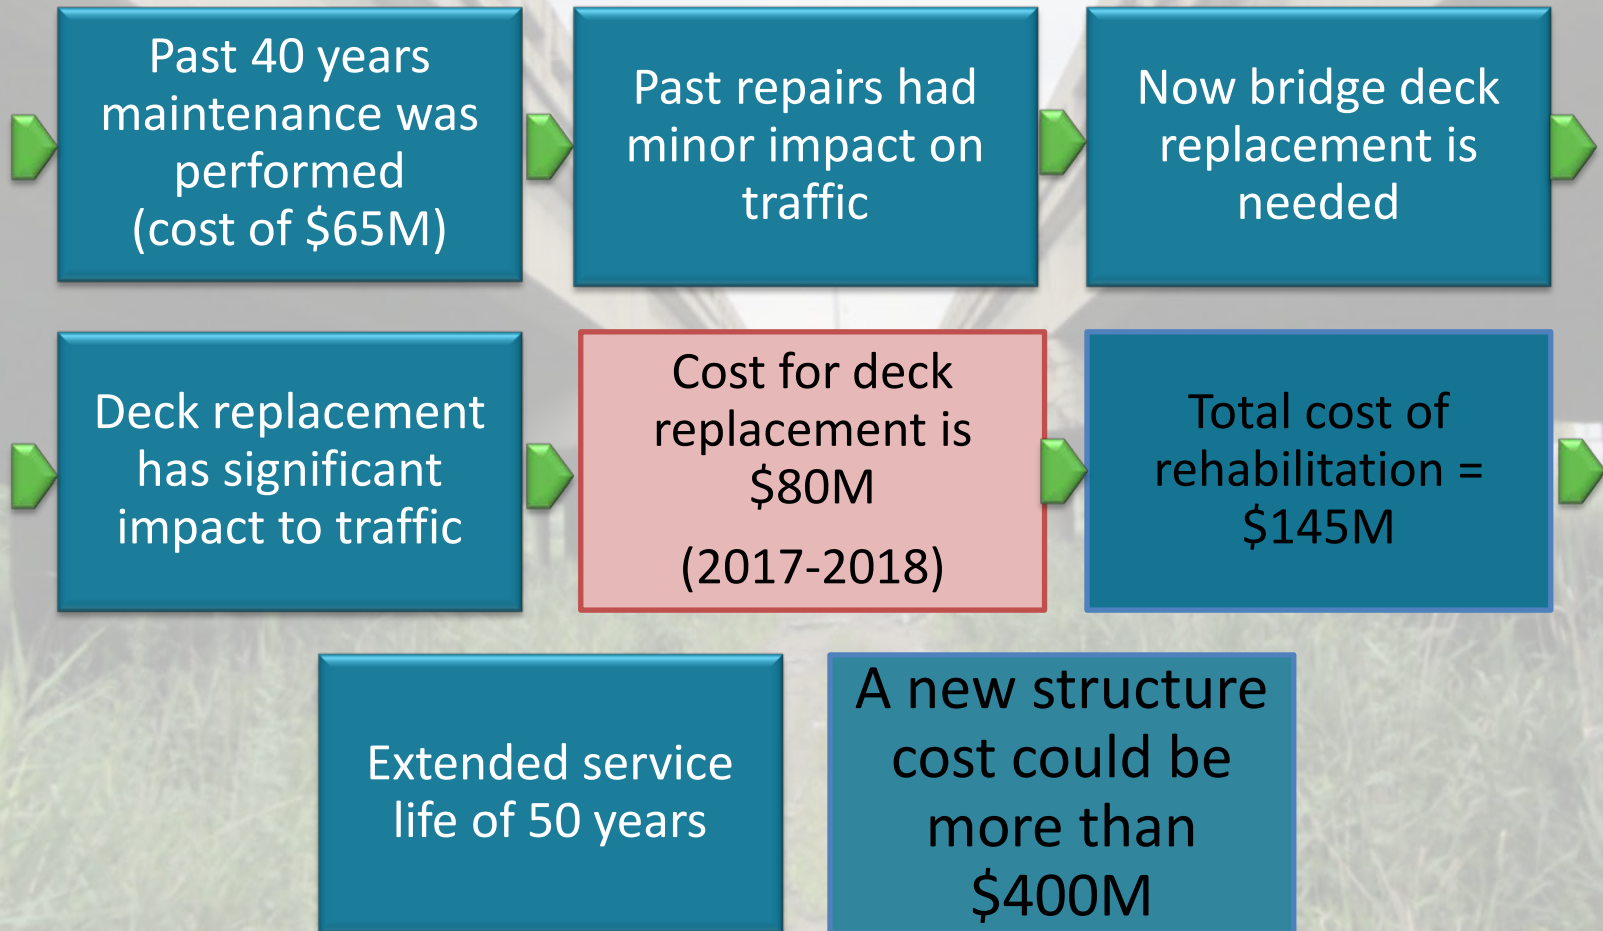 Past 40 years
maintenance was
performed
(cost of $65M)
Past repairs had
minor impact on
traffic
Now bridge deck
replacement is
needed
Deck replacement
has significant
impact to traffic
Cost for deck
replacement is
$80M
(2017-2018)
Total cost of
rehabilitation =
$145M
Extended service
life of 50 years
A new structure
cost could be
more than
$400M